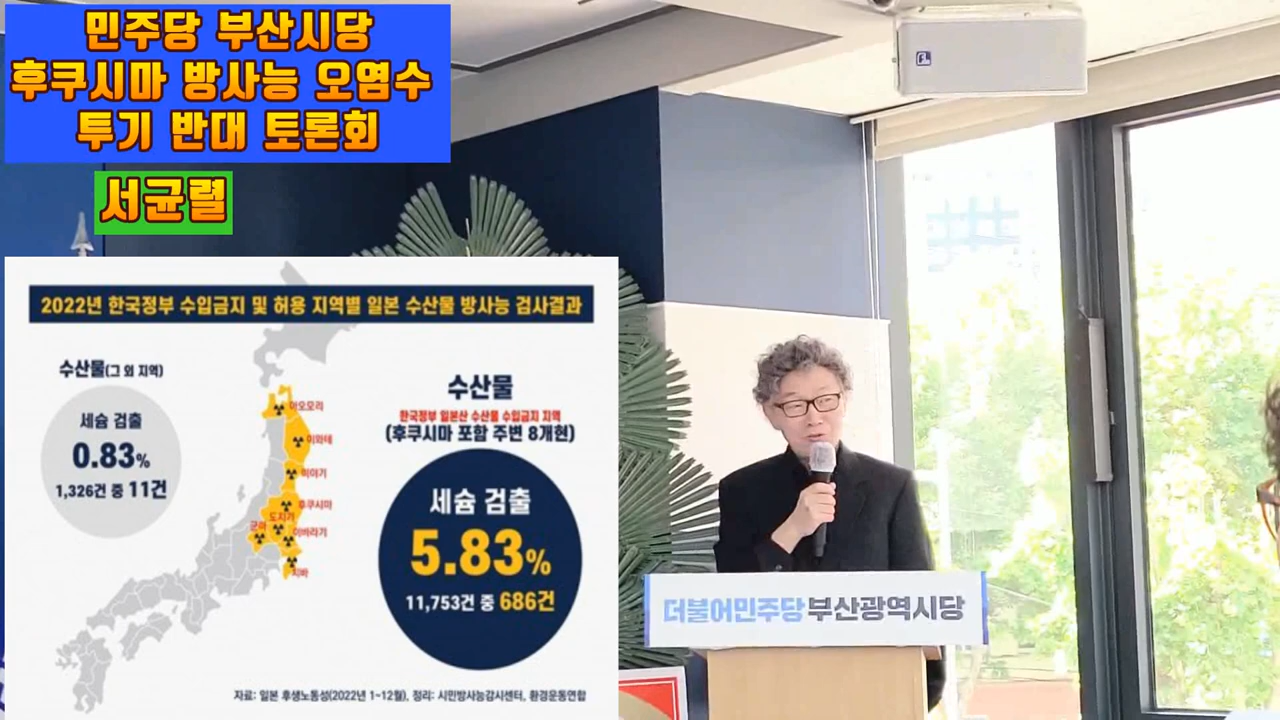 민주당 부산시당
후쿠시마 방사능 오염수
투기 반대 토론회
서균렬
2022년 한국정부 수입금지 및 허용 지역별 일본 수산물 방사능 검사결과
수산물(그 외 지역)
세슘 검출
0.83%
1,326건 중 11건
아오모리
이와테
미야기
후쿠시마
도치기
군마
이바라기
지바
수산물
한국정부 일본산 수산물 수입금지 지역
(후쿠시마 포함 주변 8개현)
세슘 검출
5.83%
11,753건 중 686건
자료: 일본 후생노동성(2022년 1~12월), 정리: 시민방사능감시센터, 환경운동연합
더불어민주당 부산광역시당